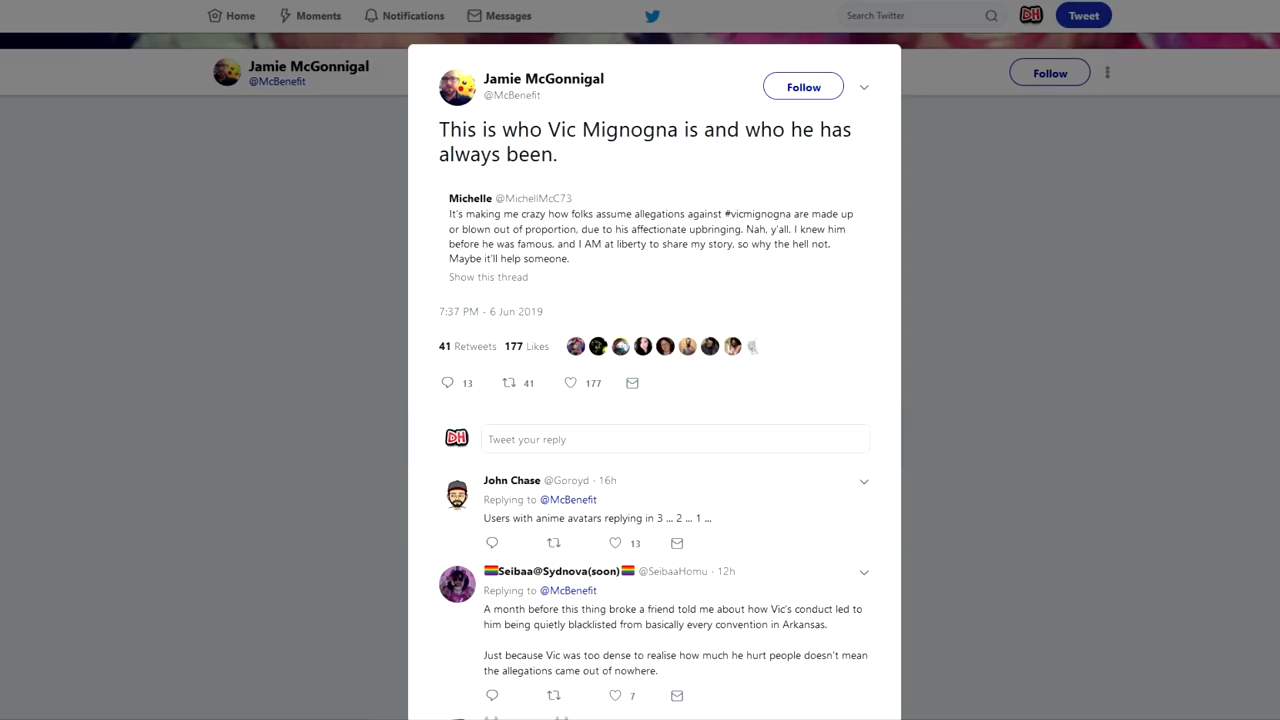 Home
Moments
Notifications
Messages
Search Twitter
DH
Tweet
Jamie McGonnigal
@McBenefit
Follow
Jamie McGonnigal
@McBenefit
Follow
This is who Vic Mignogna is and who he has
always been.
Michelle @MichellMcC73
It's making me crazy how folks assume allegations against #vicmignogna are made up
or blown out of proportion, due to his affectionate upbringing. Nah, y'all. I knew him
before he was famous, and I AM at liberty to share my story, so why the hell not.
Maybe it'll help someone.
Show this thread
7:37 PM - 6 Jun 2019
41 Retweets 177 Likes
13 41 177
DH
Tweet your reply
John Chase @Goroyd · 16h
Replying to @McBenefit
Users with anime avatars replying in 3 ... 2 ... 1 ...
13
Seibaa@Sydnova(soon) @SeibaaHomu · 12h
Replying to @McBenefit
A month before this thing broke a friend told me about how Vic's conduct led to
him being quietly blacklisted from basically every convention in Arkansas.
Just because Vic was too dense to realise how much he hurt people doesn't mean
the allegations came out of nowhere.
7